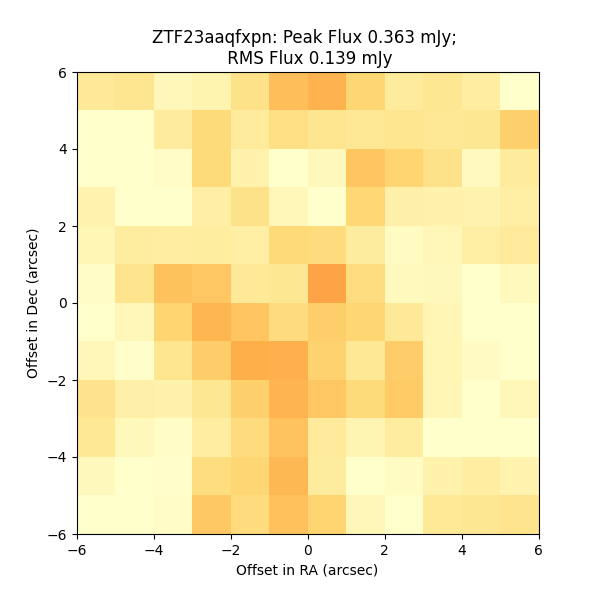 ZTF23aaqfxpn: Peak Flux 0.363 mJy;
RMS Flux 0.139 mJy
6
4
2
0
−2
−4
−6
Offset in Dec (arcsec)
−6 −4 −2 0 2 4 6
Offset in RA (arcsec)